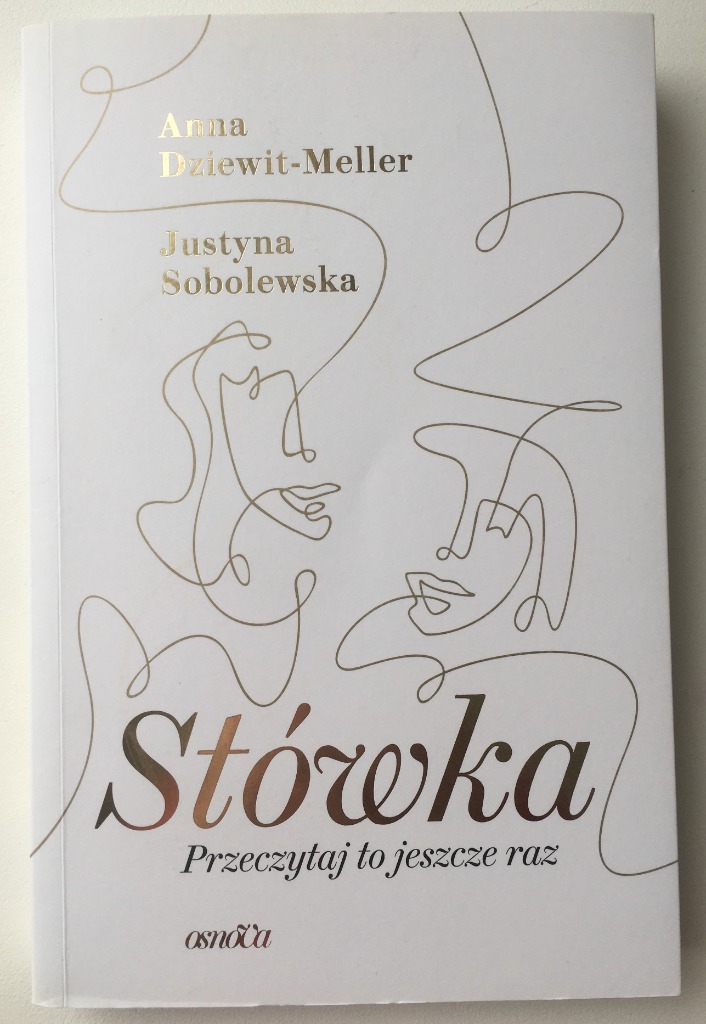 Anna
Dziewit-Meller
Justyna
Sobolewska
Stówka
Przeczytaj to jeszcze raz
osnoVa